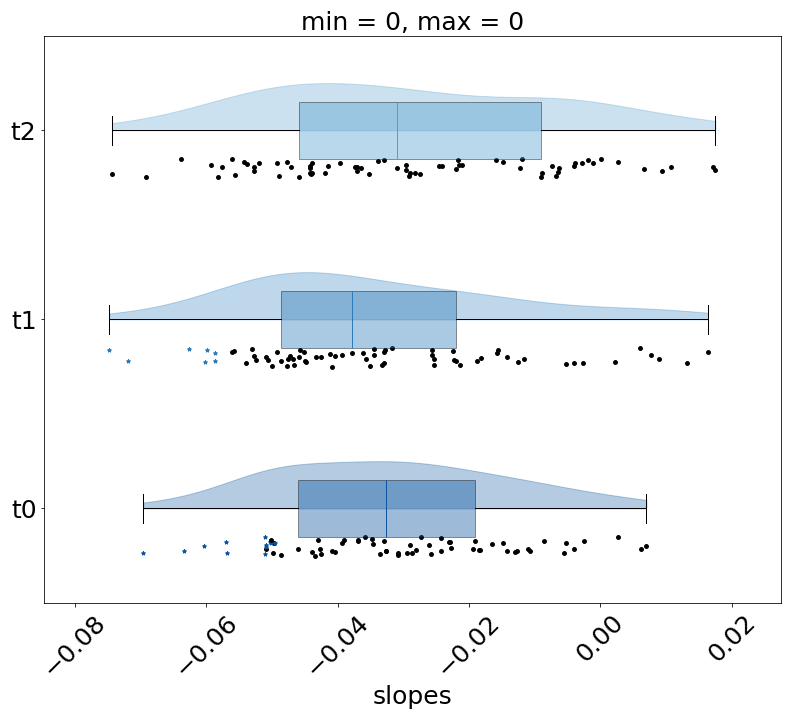 min = 0, max = 0
t2
t1
t0
−0.08
−0.06
−0.04
−0.02
0.00
0.02
slopes